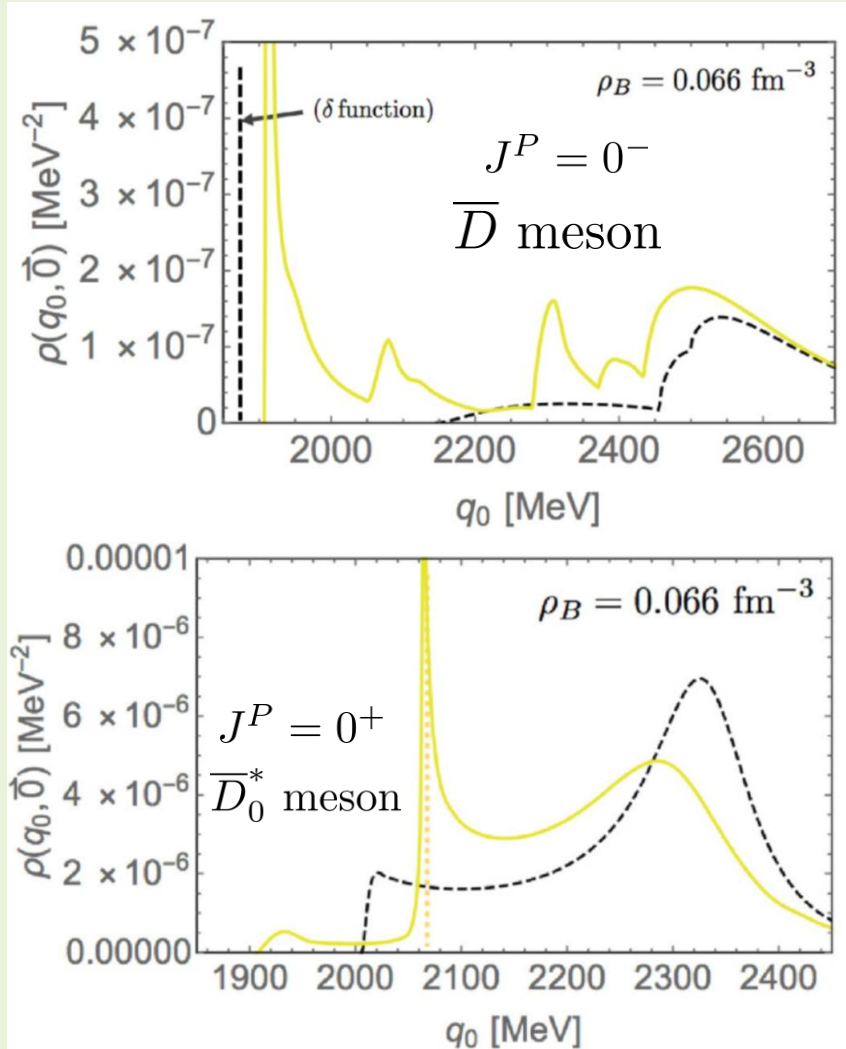 5 × 10⁻⁷
4 × 10⁻⁷
3 × 10⁻⁷
2 × 10⁻⁷
1 × 10⁻⁷
0
ρ(q₀,0⃗) [MeV⁻²]
(δ function)
ρ_B = 0.066 fm⁻³
J^P = 0⁻
D̅ meson
2000 2200 2400 2600
q₀ [MeV]
0.00001
8 × 10⁻⁶
6 × 10⁻⁶
4 × 10⁻⁶
2 × 10⁻⁶
0.00000
ρ(q₀,0⃗) [MeV⁻²]
ρ_B = 0.066 fm⁻³
J^P = 0⁺
D̅₀* meson
1900 2000 2100 2200 2300 2400
q₀ [MeV]